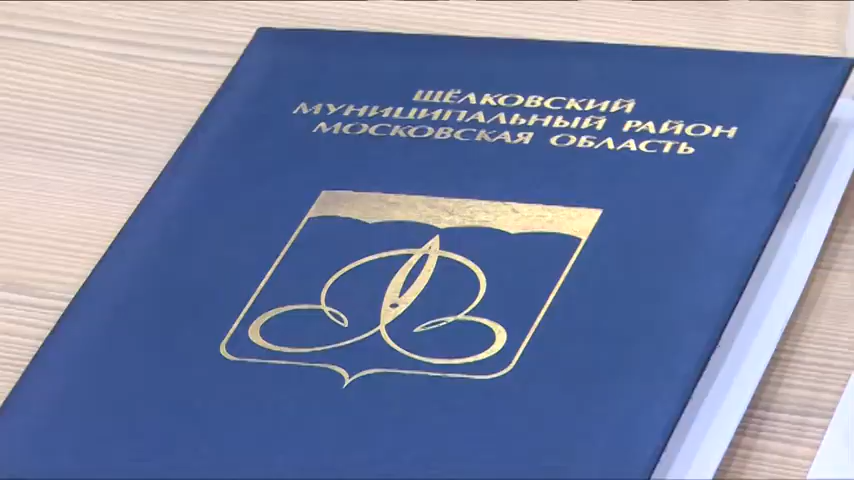 ЩЁЛКОВСКИЙ
МУНИЦИПАЛЬНЫЙ РАЙОН
МОСКОВСКАЯ ОБЛАСТЬ